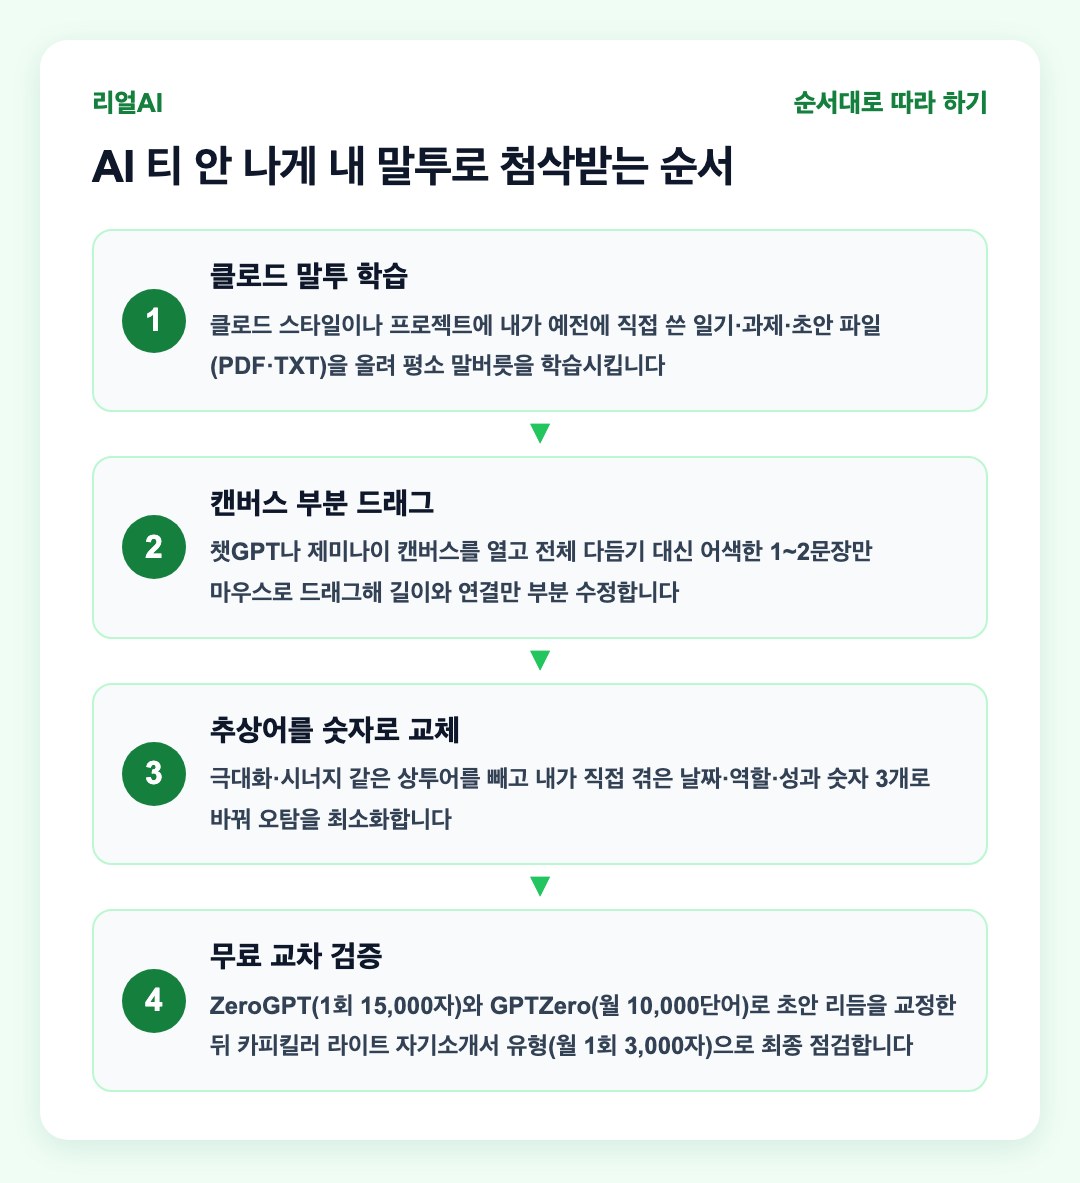 리얼AI
순서대로 따라 하기
AI 티 안 나게 내 말투로 첨삭받는 순서
1
클로드 말투 학습
클로드 스타일이나 프로젝트에 내가 예전에 직접 쓴 일기·과제·초안 파일
(PDF·TXT)을 올려 평소 말버릇을 학습시킵니다
▼
2
캔버스 부분 드래그
챗GPT나 제미나이 캔버스를 열고 전체 다듬기 대신 어색한 1~2문장만
마우스로 드래그해 길이와 연결만 부분 수정합니다
▼
3
추상어를 숫자로 교체
극대화·시너지 같은 상투어를 빼고 내가 직접 겪은 날짜·역할·성과 숫자 3개로
바꿔 오탐을 최소화합니다
▼
4
무료 교차 검증
ZeroGPT(1회 15,000자)와 GPTZero(월 10,000단어)로 초안 리듬을 교정한
뒤 카피킬러 라이트 자기소개서 유형(월 1회 3,000자)으로 최종 점검합니다